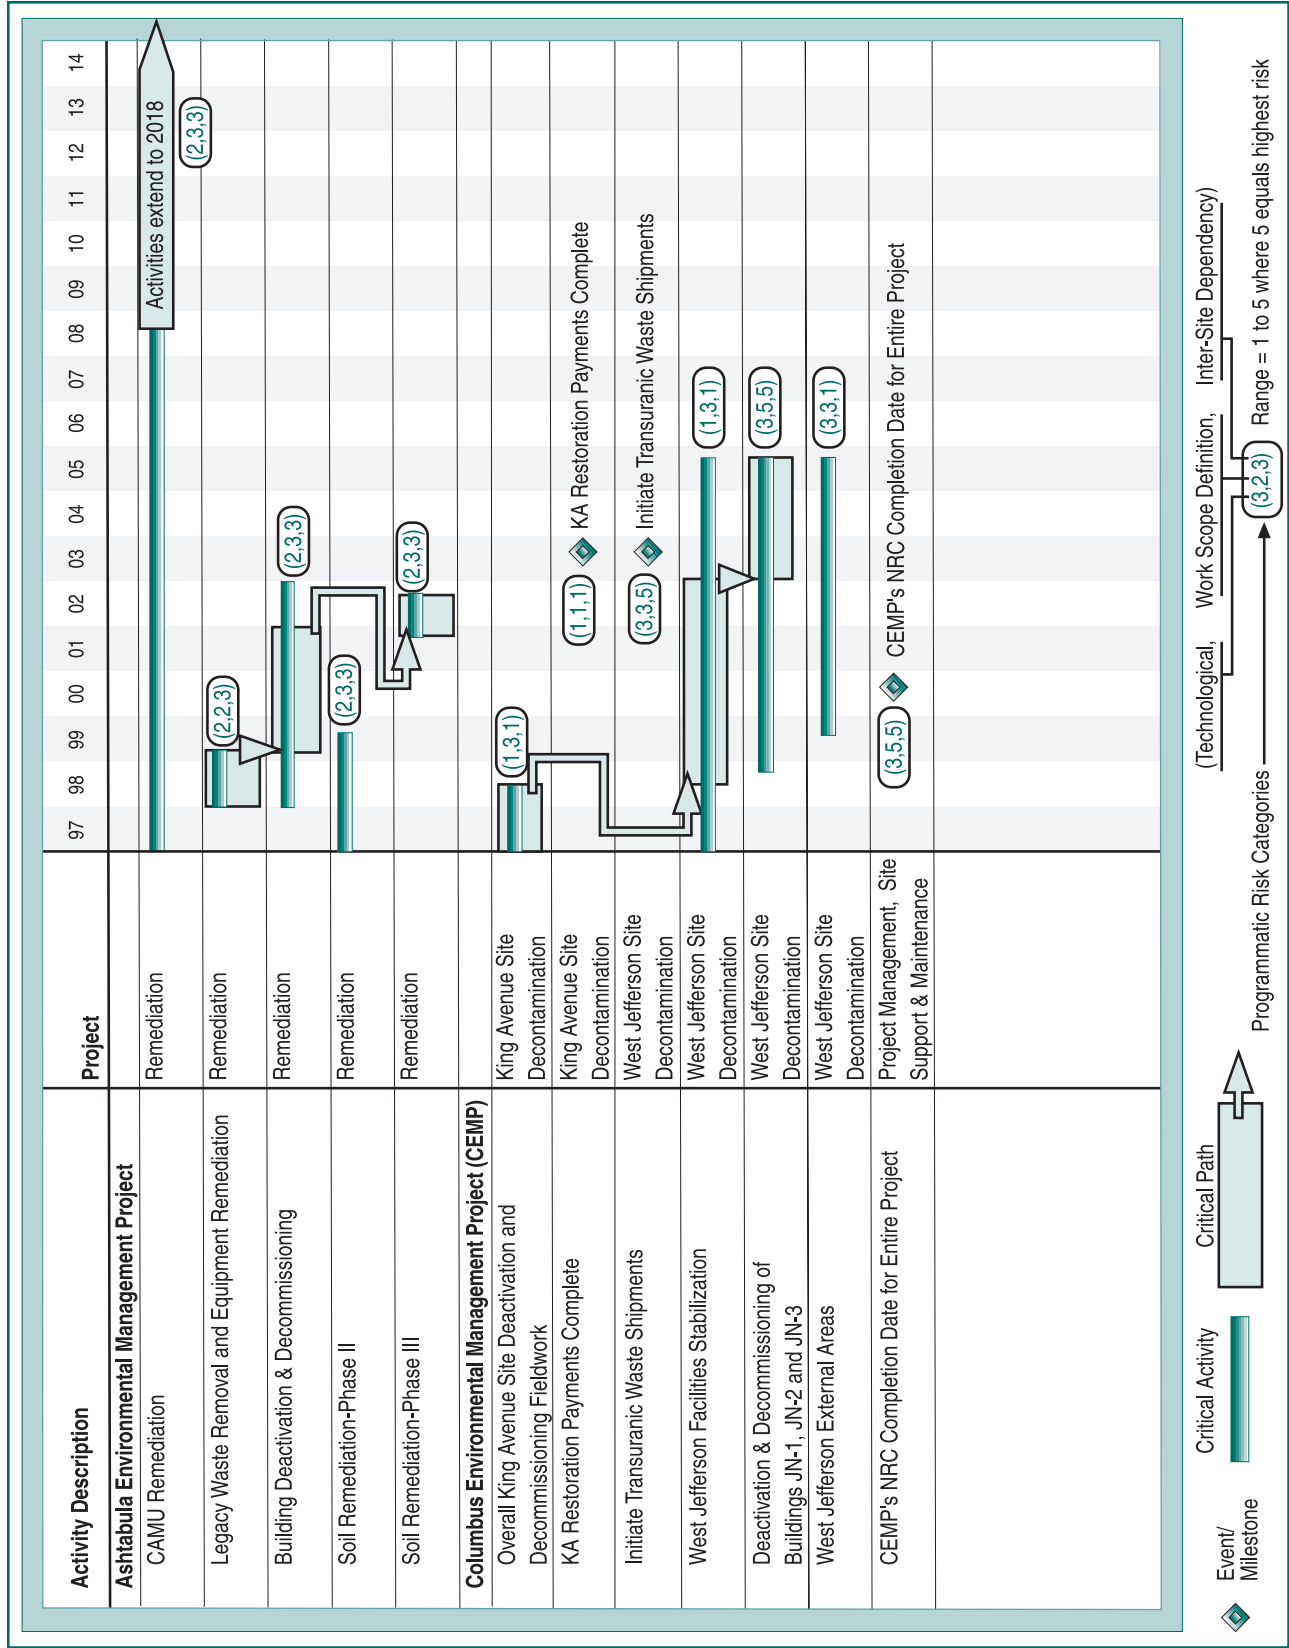 Activity Description
Project
97 98 99 00 01 02 03 04 05 06 07 08 09 10 11 12 13 14
Ashtabula Environmental Management Project
CAMU Remediation
Remediation
Activities extend to 2018
(2,3,3)
Legacy Waste Removal and Equipment Remediation
Remediation
(2,2,3)
Building Deactivation & Decommissioning
Remediation
(2,3,3)
Soil Remediation-Phase II
Remediation
(2,3,3)
Soil Remediation-Phase III
Remediation
(2,3,3)
Columbus Environmental Management Project (CEMP)
Overall King Avenue Site Deactivation and
Decommissioning Fieldwork
King Avenue Site
Decontamination
(1,3,1)
KA Restoration Payments Complete
King Avenue Site
Decontamination
(1,1,1)
KA Restoration Payments Complete
Initiate Transuranic Waste Shipments
West Jefferson Site
Decontamination
(3,3,5)
Initiate Transuranic Waste Shipments
West Jefferson Facilities Stabilization
West Jefferson Site
Decontamination
(1,3,1)
Deactivation & Decommissioning of
Buildings JN-1, JN-2 and JN-3
West Jefferson Site
Decontamination
(3,5,5)
West Jefferson External Areas
West Jefferson Site
Decontamination
(3,3,1)
CEMP's NRC Completion Date for Entire Project
Project Management, Site
Support & Maintenance
(3,5,5)
CEMP's NRC Completion Date for Entire Project
Event/
Milestone
Critical Activity
Critical Path
(Technological, Work Scope Definition, Inter-Site Dependency)
Programmatic Risk Categories
(3,2,3)
Range = 1 to 5 where 5 equals highest risk